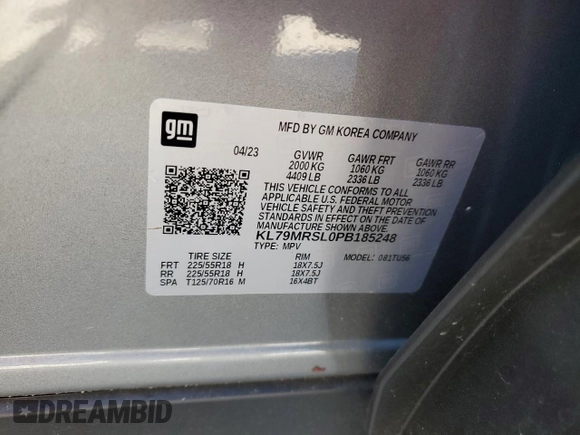 gm
MFD BY GM KOREA COMPANY
04/23 GVWR GAWR FRT GAWR RR
2000 KG 1060 KG 1060 KG
4409 LB 2336 LB 2336 LB
THIS VEHICLE CONFORMS TO ALL
APPLICABLE U.S. FEDERAL MOTOR
VEHICLE SAFETY AND THEFT PREVENTION
STANDARDS IN EFFECT ON THE DATE OF
MANUFACTURE SHOWN ABOVE.
KL79MRSL0PB185248
TYPE: MPV
TIRE SIZE RIM MODEL: 081TU56
FRT 225/55R18 H 18X7.5J
RR 225/55R18 H 18X7.5J
SPA T125/70R16 M 16X4BT
DREAMBID